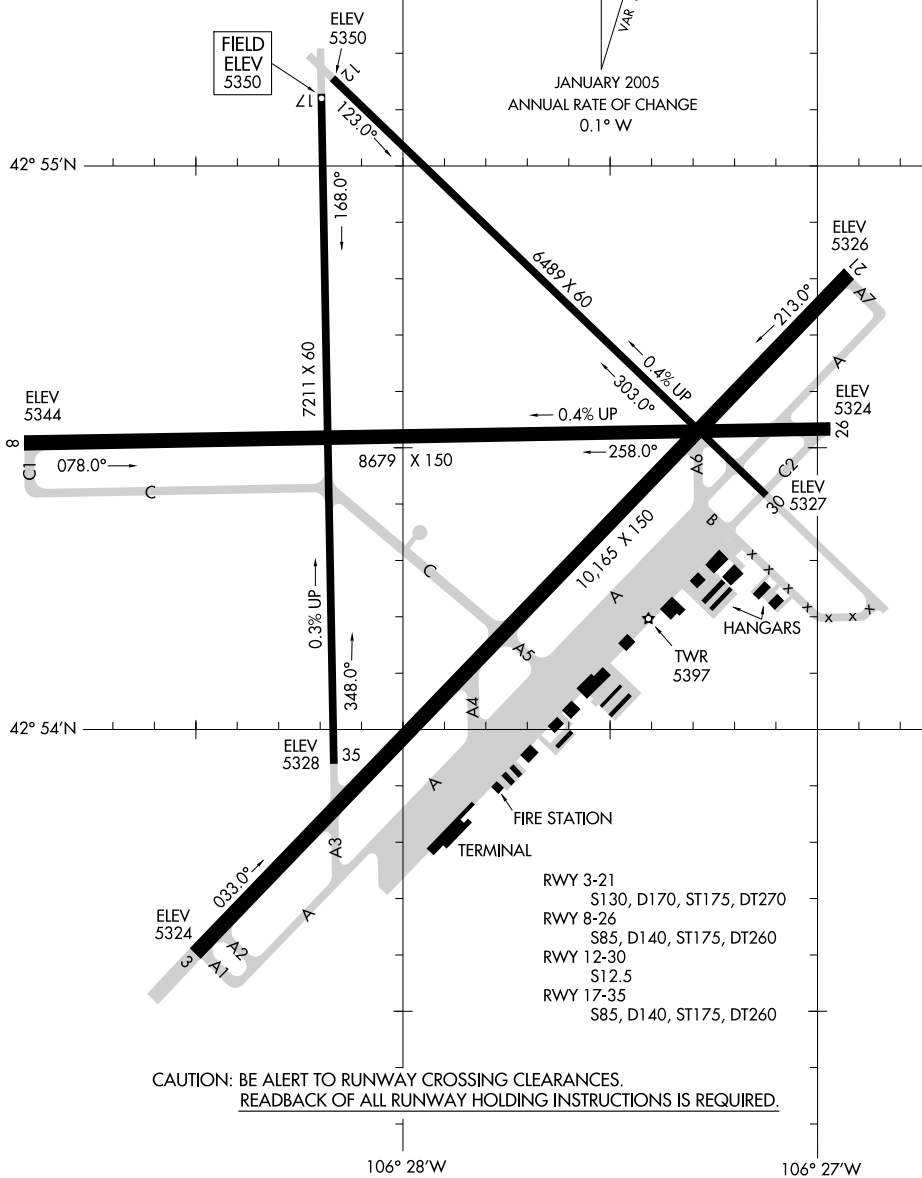 ELEV
5350
FIELD
ELEV
5350
VAR
JANUARY 2005
ANNUAL RATE OF CHANGE
0.1° W
12
17
123.0°
42° 55'N
168.0°
ELEV
5326
21
A7
6489 X 60
213.0°
7211 X 60
A
0.4% UP
303.0°
ELEV
5344
0.4% UP
ELEV
5324
8
26
078.0°
8679 X 150
258.0°
C1
A6
C2
C
30
ELEV
5327
B
10,165 X 150
C
A
x x x x x x x
0.3% UP
HANGARS
TWR
5397
A5
348.0°
A4
42° 54'N
ELEV
5328
35
A
FIRE STATION
A3
TERMINAL
033.0°
RWY 3-21
S130, D170, ST175, DT270
RWY 8-26
S85, D140, ST175, DT260
RWY 12-30
S12.5
RWY 17-35
S85, D140, ST175, DT260
ELEV
5324
A
A2
3
A1
CAUTION: BE ALERT TO RUNWAY CROSSING CLEARANCES.
READBACK OF ALL RUNWAY HOLDING INSTRUCTIONS IS REQUIRED.
106° 28'W
106° 27'W